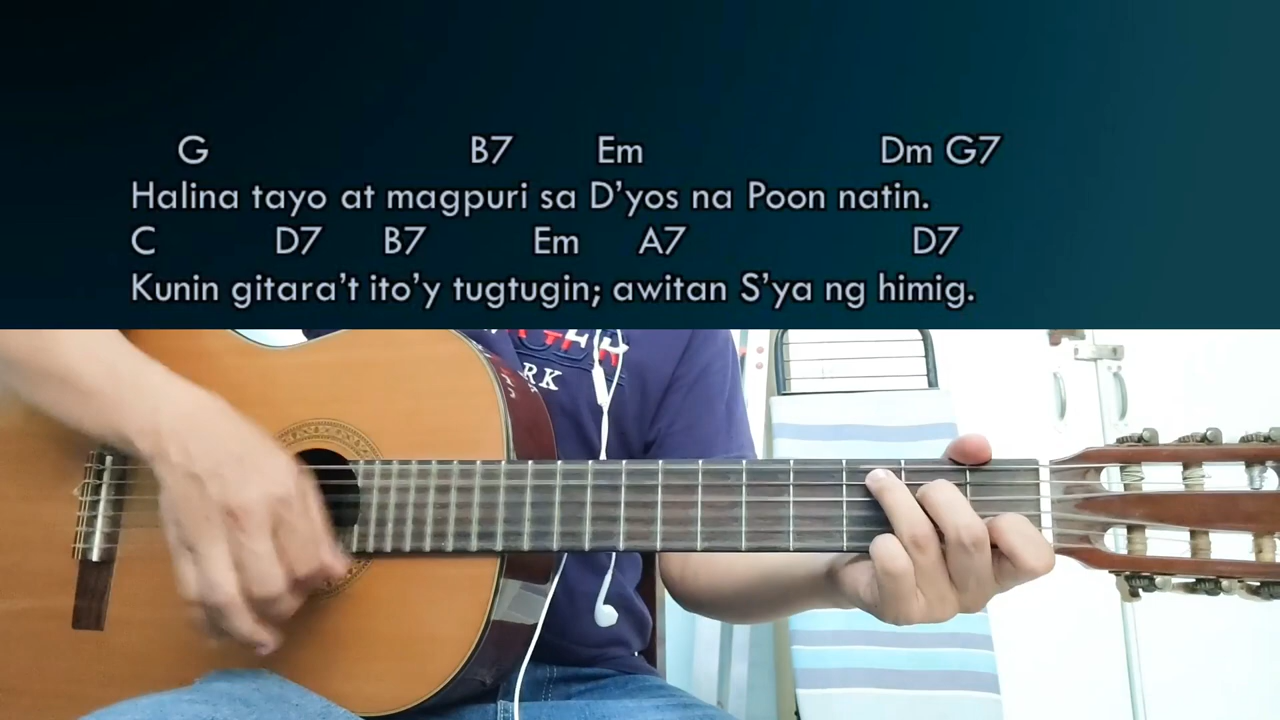 G B7 Em Dm G7
Halina tayo at magpuri sa D’yos na Poon natin.
C D7 B7 Em A7 D7
Kunin gitara’t ito’y tugtugin; awitan S’ya ng himig.
RK